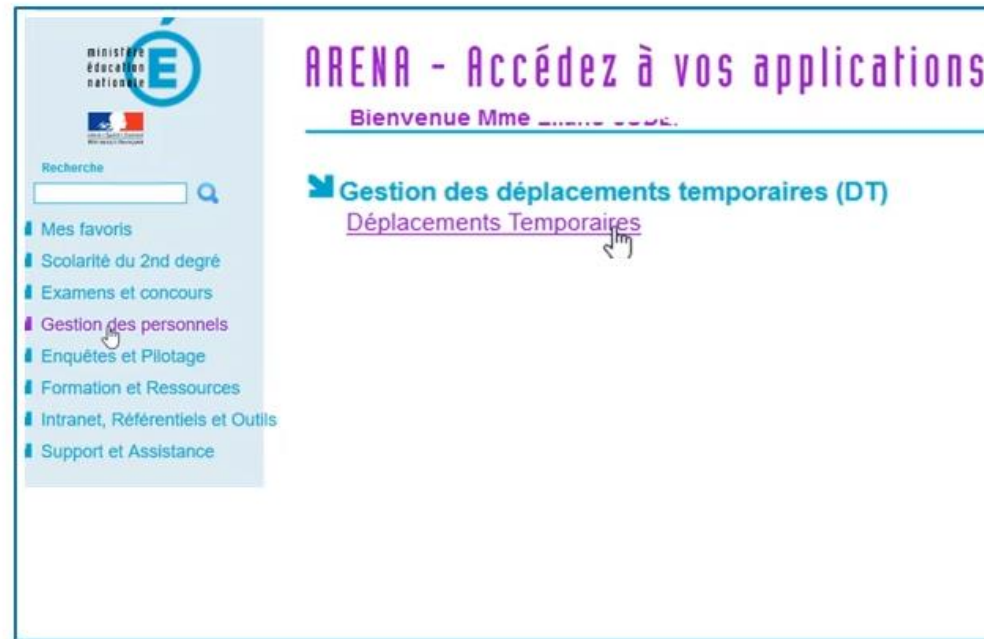 ministère
éducation
nationale
É
Recherche
Mes favoris
Scolarité du 2nd degré
Examens et concours
Gestion des personnels
Enquêtes et Pilotage
Formation et Ressources
Intranet, Référentiels et Outils
Support et Assistance
ARENA - Accédez à vos applications
Bienvenue Mme
Gestion des déplacements temporaires (DT)
Déplacements Temporaires